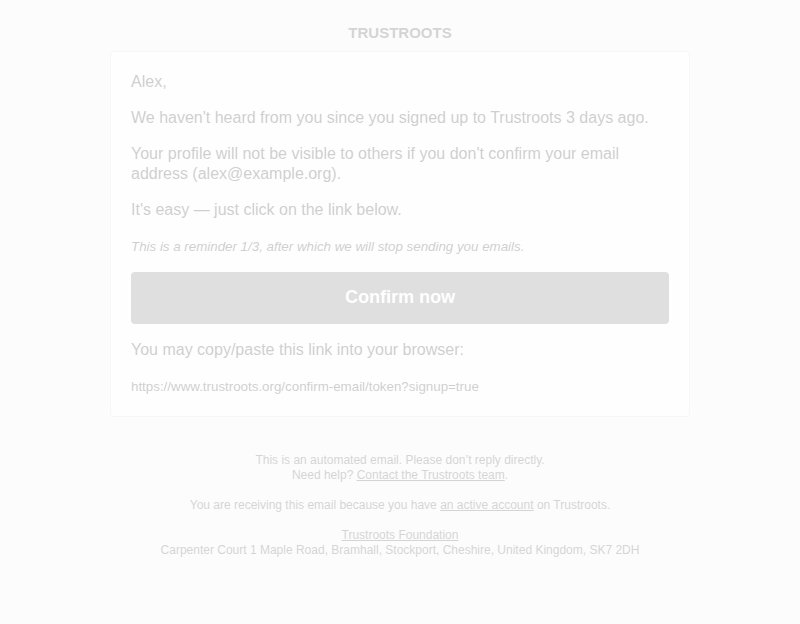 TRUSTROOTS
Alex,
We haven't heard from you since you signed up to Trustroots 3 days ago.
Your profile will not be visible to others if you don't confirm your email
address (alex@example.org).
It's easy — just click on the link below.
This is a reminder 1/3, after which we will stop sending you emails.
Confirm now
You may copy/paste this link into your browser:
https://www.trustroots.org/confirm-email/token?signup=true
This is an automated email. Please don’t reply directly.
Need help? Contact the Trustroots team.
You are receiving this email because you have an active account on Trustroots.
Trustroots Foundation
Carpenter Court 1 Maple Road, Bramhall, Stockport, Cheshire, United Kingdom, SK7 2DH